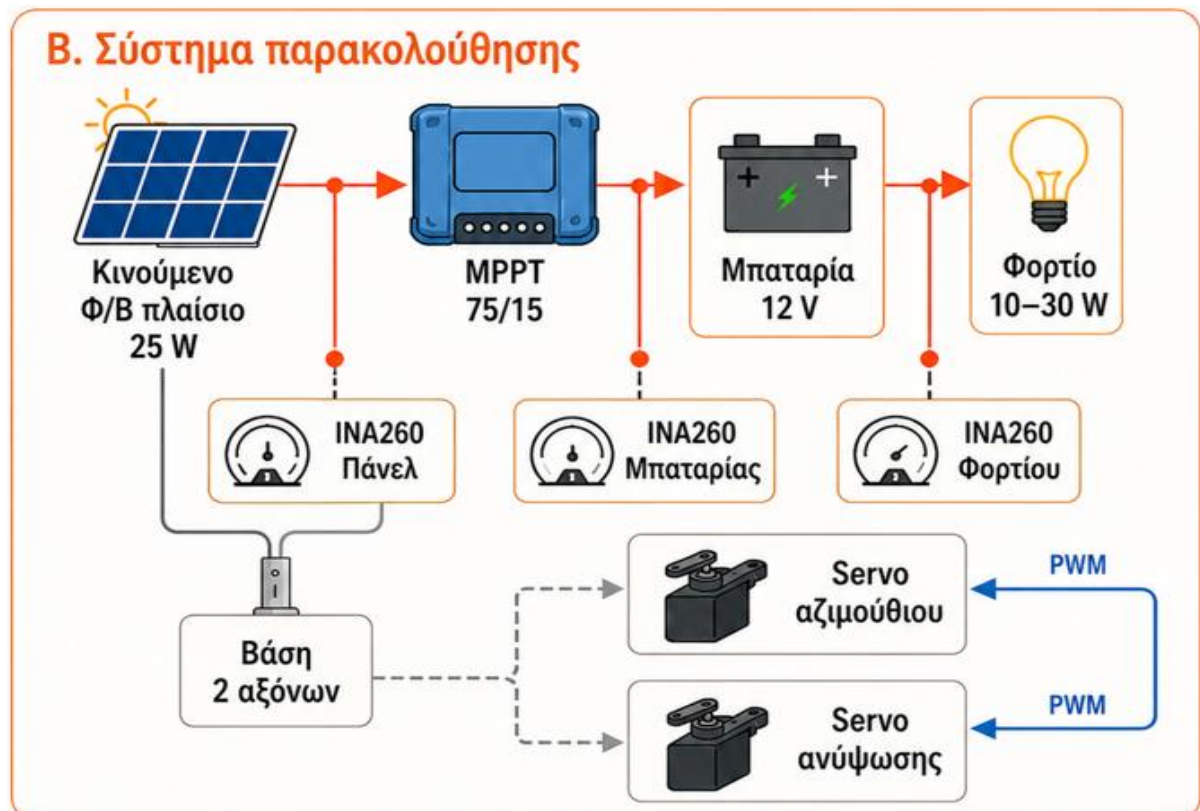 Β. Σύστημα παρακολούθησης
Κινούμενο
Φ/Β πλαίσιο
25 W
MPPT
75/15
Μπαταρία
12 V
Φορτίο
10–30 W
INA260
Πάνελ
INA260
Μπαταρίας
INA260
Φορτίου
Βάση
2 αξόνων
Servo
αζιμούθιου
PWM
Servo
ανύψωσης
PWM